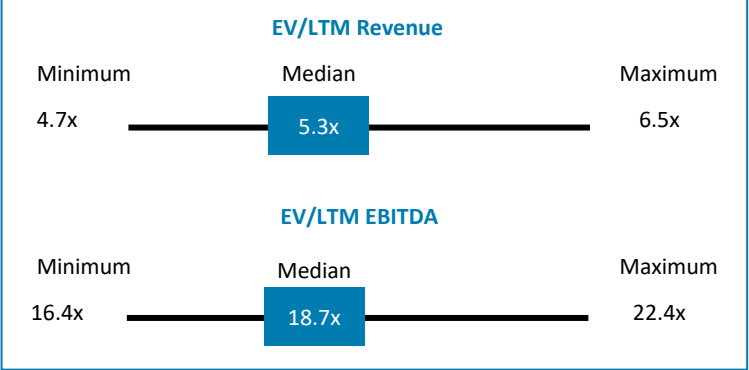 EV/LTM Revenue
Minimum Median Maximum
4.7x 5.3x 6.5x
EV/LTM EBITDA
Minimum Median Maximum
16.4x 18.7x 22.4x